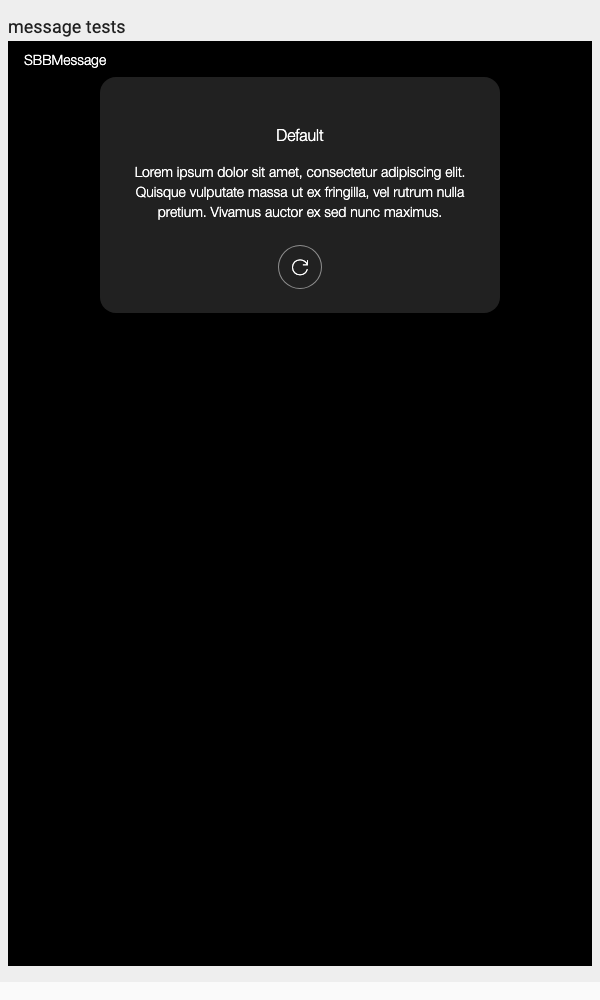 message tests
SBBMessage
Default
Lorem ipsum dolor sit amet, consectetur adipiscing elit.
Quisque vulputate massa ut ex fringilla, vel rutrum nulla
pretium. Vivamus auctor ex sed nunc maximus.